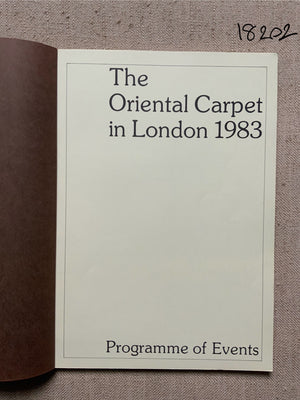 18202
The
Oriental Carpet
in London 1983
Programme of Events